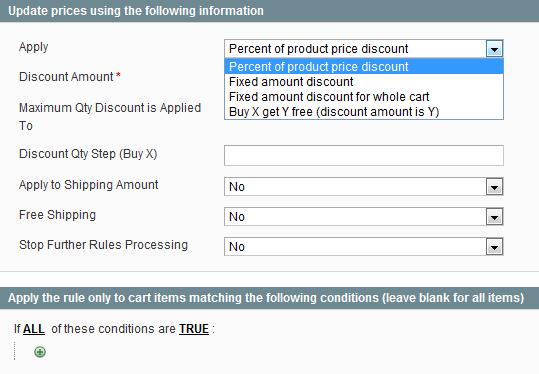 Update prices using the following information
Apply
Percent of product price discount
Percent of product price discount
Fixed amount discount
Fixed amount discount for whole cart
Buy X get Y free (discount amount is Y)
Discount Amount *
Maximum Qty Discount is Applied
To
Discount Qty Step (Buy X)
Apply to Shipping Amount
No
Free Shipping
No
Stop Further Rules Processing
No
Apply the rule only to cart items matching the following conditions (leave blank for all items)
If ALL of these conditions are TRUE :